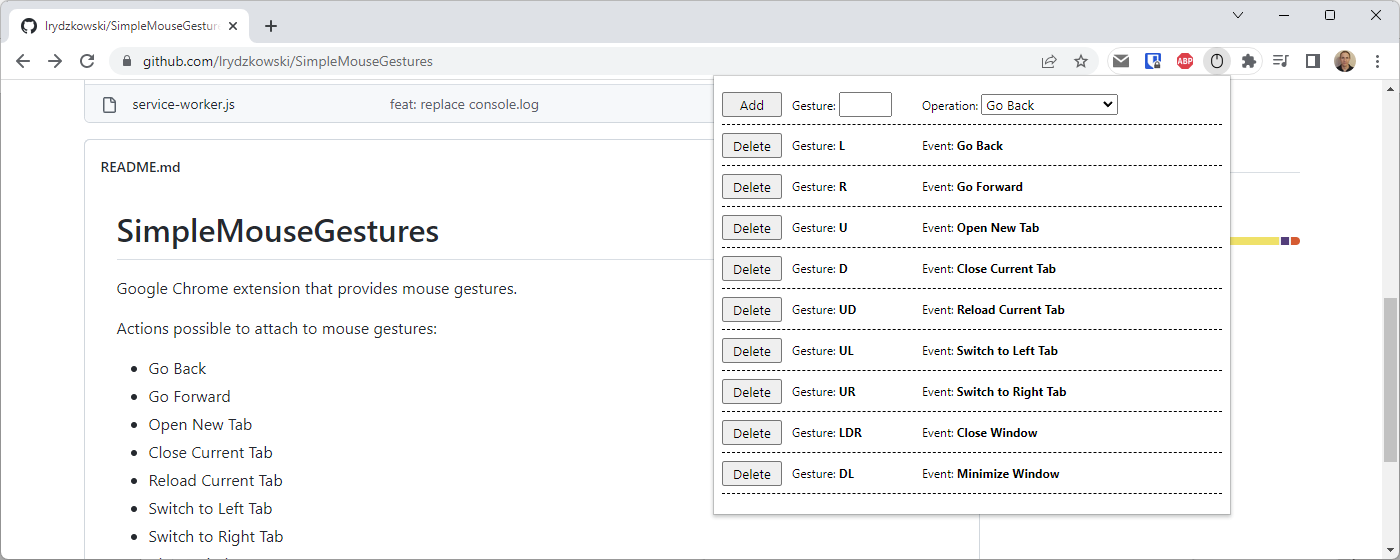 lrydzkowski/SimpleMouseGesture
github.com/lrydzkowski/SimpleMouseGestures
ABP
service-worker.js feat: replace console.log
README.md
SimpleMouseGestures
Google Chrome extension that provides mouse gestures.
Actions possible to attach to mouse gestures:
Go Back
Go Forward
Open New Tab
Close Current Tab
Reload Current Tab
Switch to Left Tab
Switch to Right Tab
Add Gesture: Operation: Go Back
Delete Gesture: L Event: Go Back
Delete Gesture: R Event: Go Forward
Delete Gesture: U Event: Open New Tab
Delete Gesture: D Event: Close Current Tab
Delete Gesture: UD Event: Reload Current Tab
Delete Gesture: UL Event: Switch to Left Tab
Delete Gesture: UR Event: Switch to Right Tab
Delete Gesture: LDR Event: Close Window
Delete Gesture: DL Event: Minimize Window